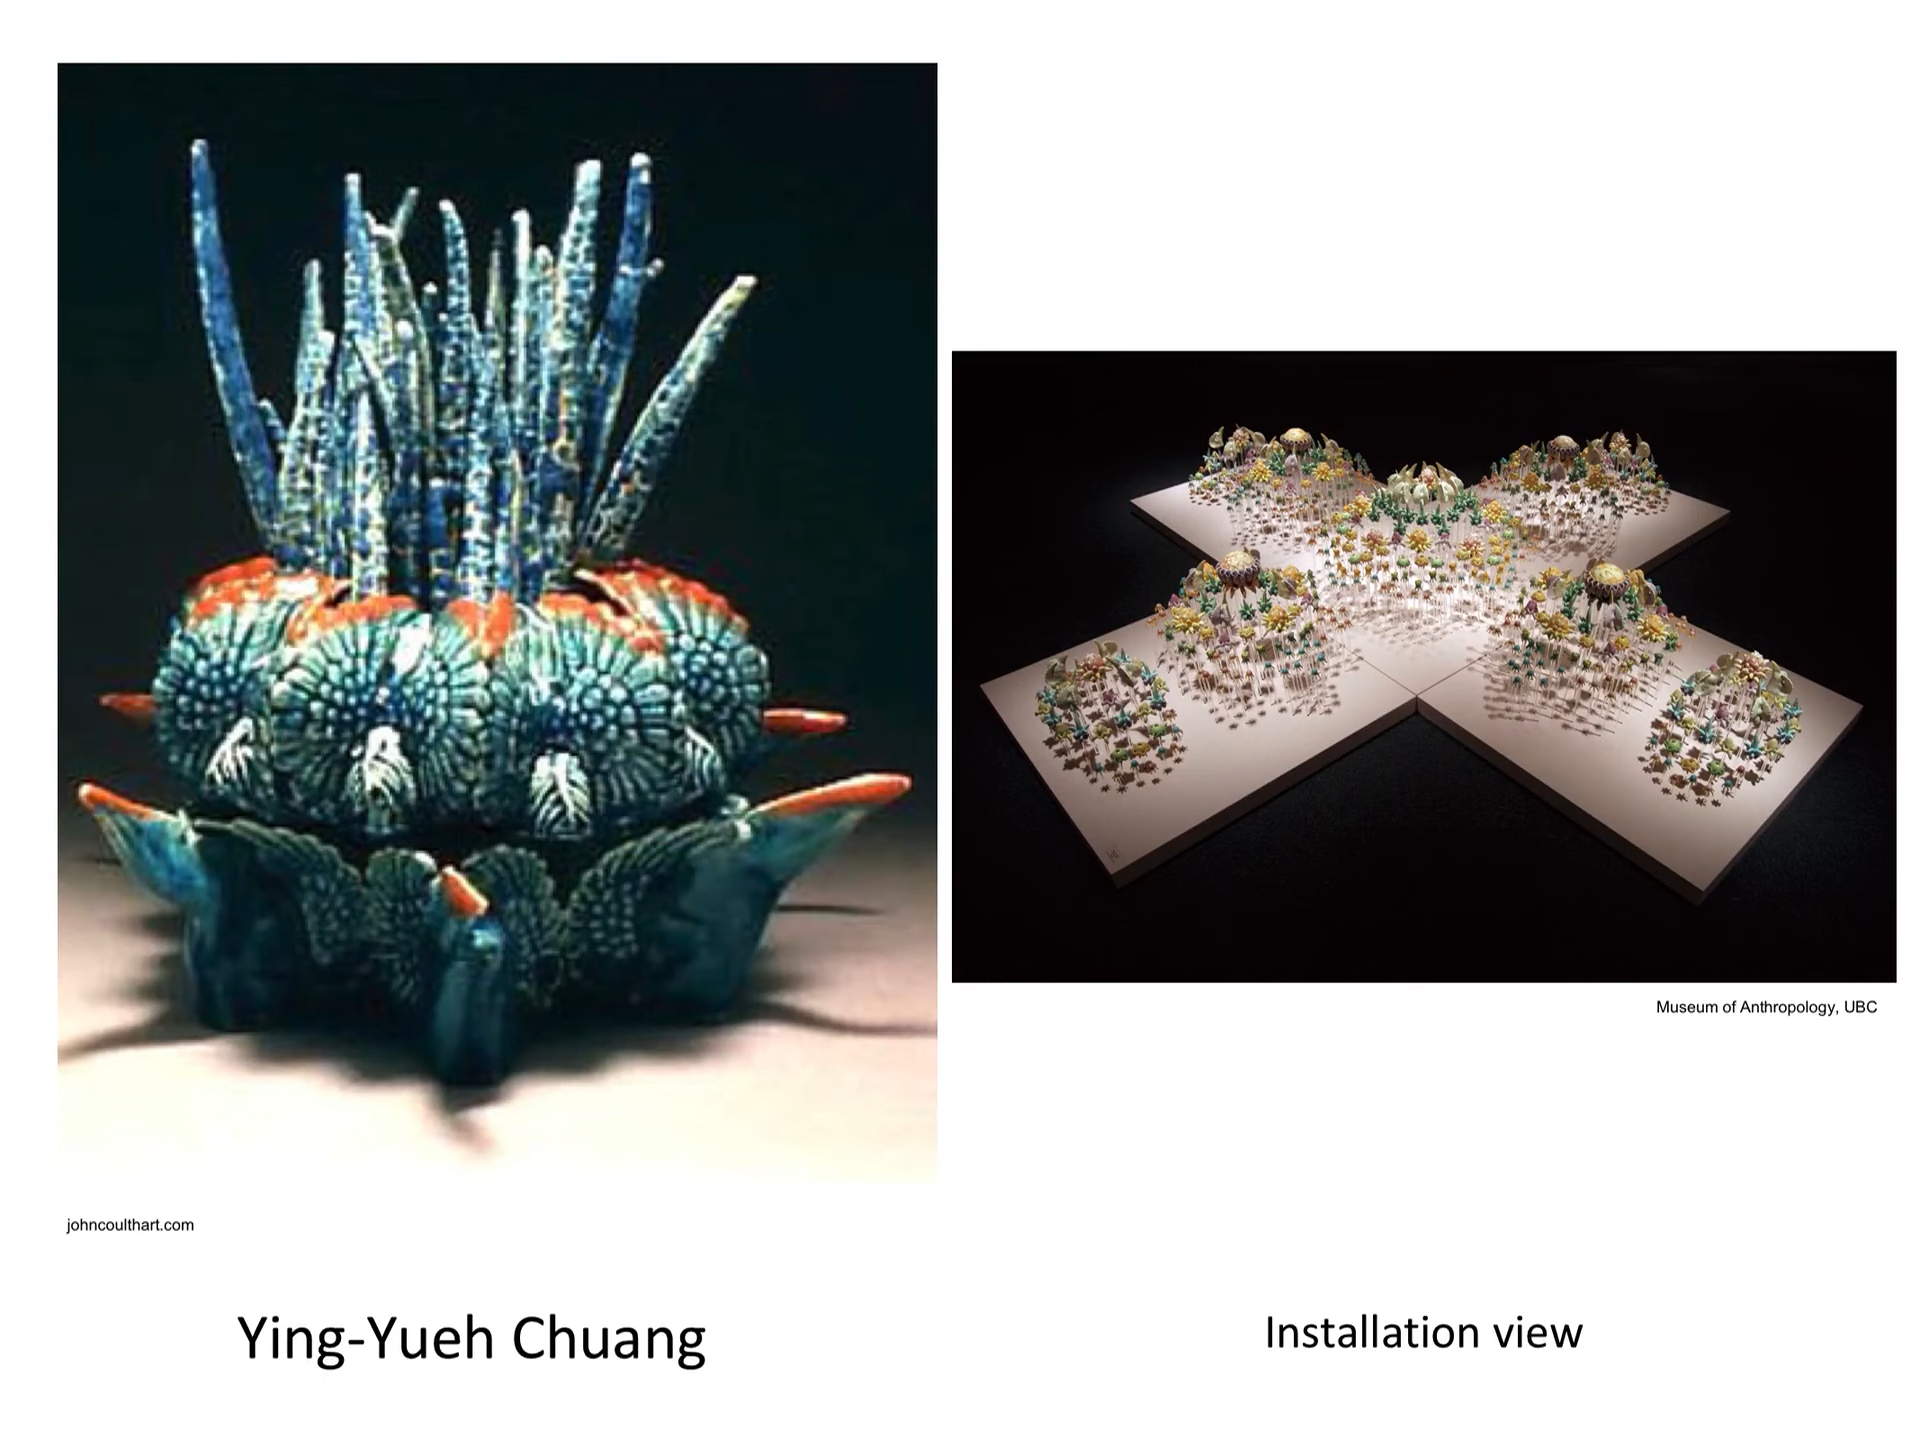 Museum of Anthropology, UBC
johncoulthart.com
Ying-Yueh Chuang
Installation view